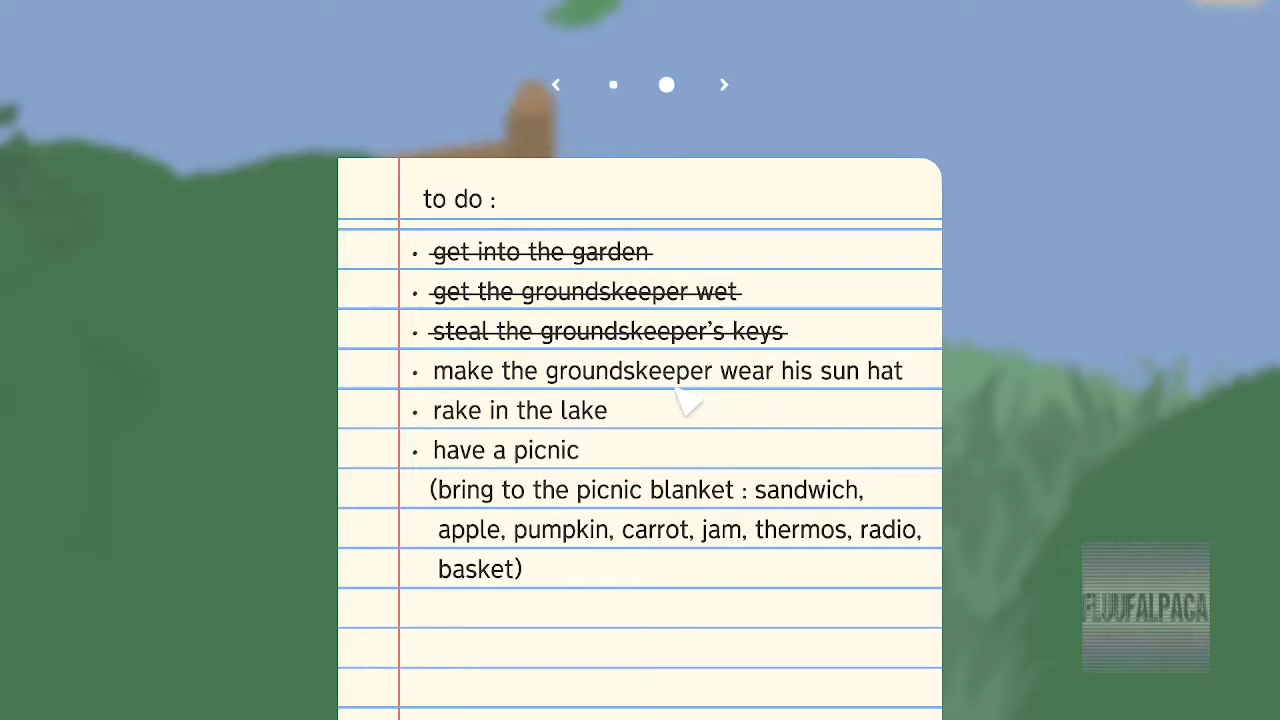 to do :
· get into the garden
· get the groundskeeper wet
· steal the groundskeeper's keys
· make the groundskeeper wear his sun hat
· rake in the lake
· have a picnic
(bring to the picnic blanket : sandwich,
apple, pumpkin, carrot, jam, thermos, radio,
basket)
FLUUFALPACA